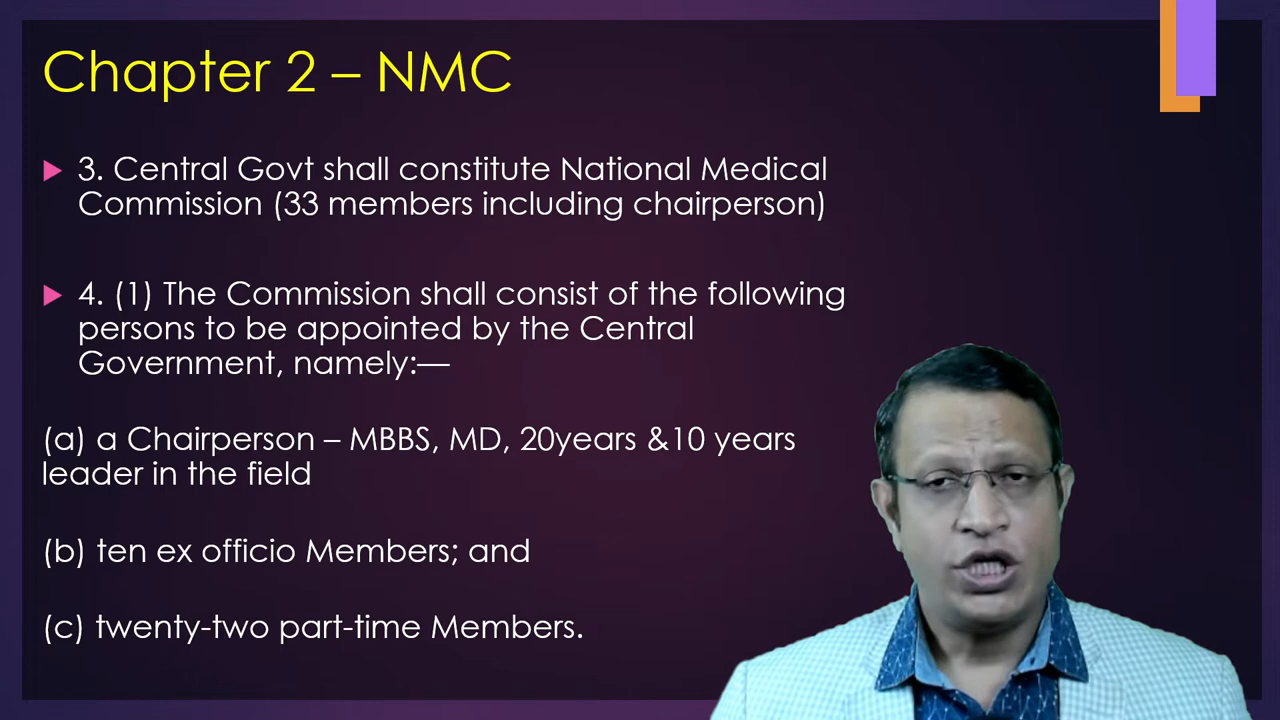 Chapter 2 – NMC
3. Central Govt shall constitute National Medical
Commission (33 members including chairperson)
4. (1) The Commission shall consist of the following
persons to be appointed by the Central
Government, namely:—
(a) a Chairperson – MBBS, MD, 20years &10 years
leader in the field
(b) ten ex officio Members; and
(c) twenty-two part-time Members.